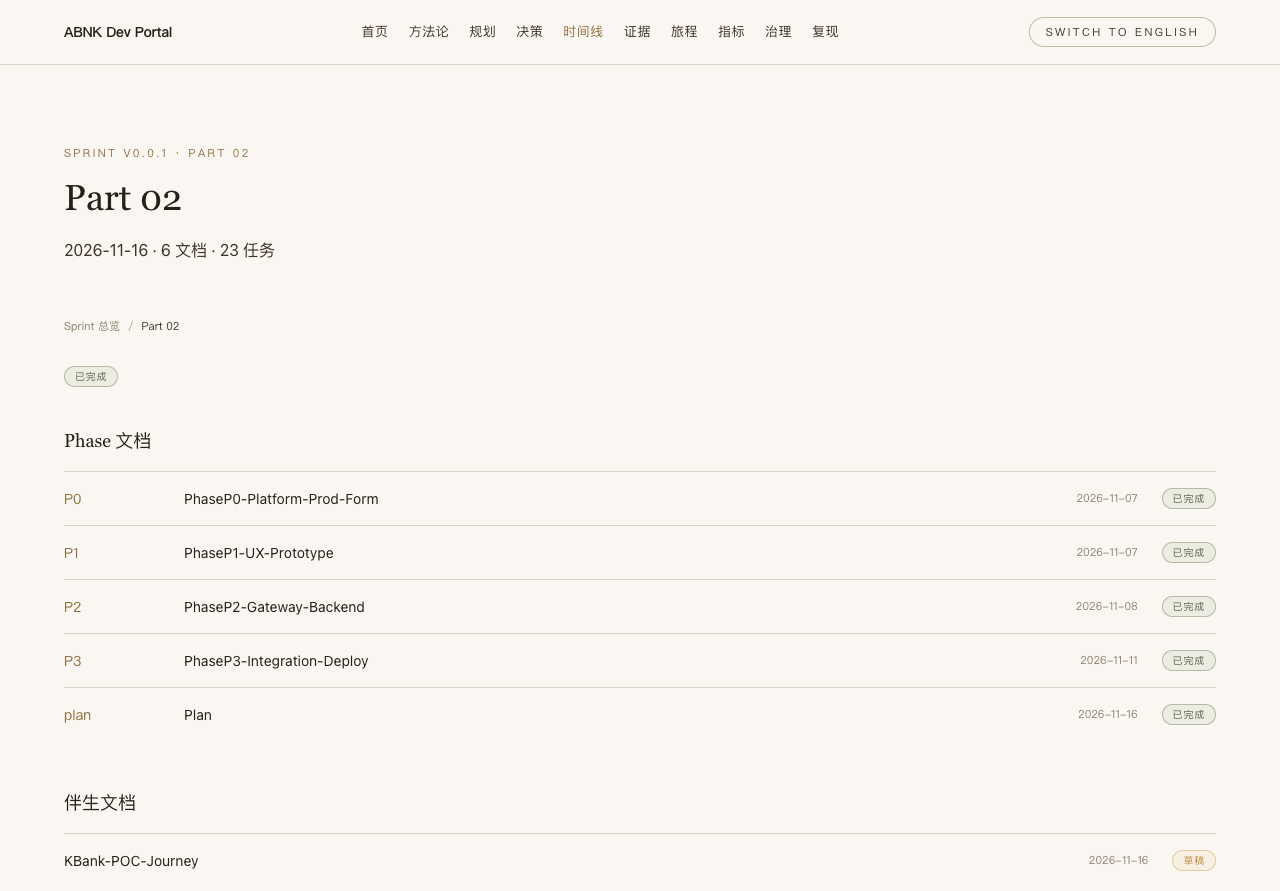 ABNK Dev Portal
首页 方法论 规划 决策 时间线 证据 旅程 指标 治理 复现
SWITCH TO ENGLISH
SPRINT V0.0.1 · PART 02
Part 02
2026-11-16 · 6 文档 · 23 任务
Sprint 总览 / Part 02
已完成
Phase 文档
P0 PhaseP0-Platform-Prod-Form 2026-11-07 已完成
P1 PhaseP1-UX-Prototype 2026-11-07 已完成
P2 PhaseP2-Gateway-Backend 2026-11-08 已完成
P3 PhaseP3-Integration-Deploy 2026-11-11 已完成
plan Plan 2026-11-16 已完成
伴生文档
KBank-POC-Journey 2026-11-16 草稿